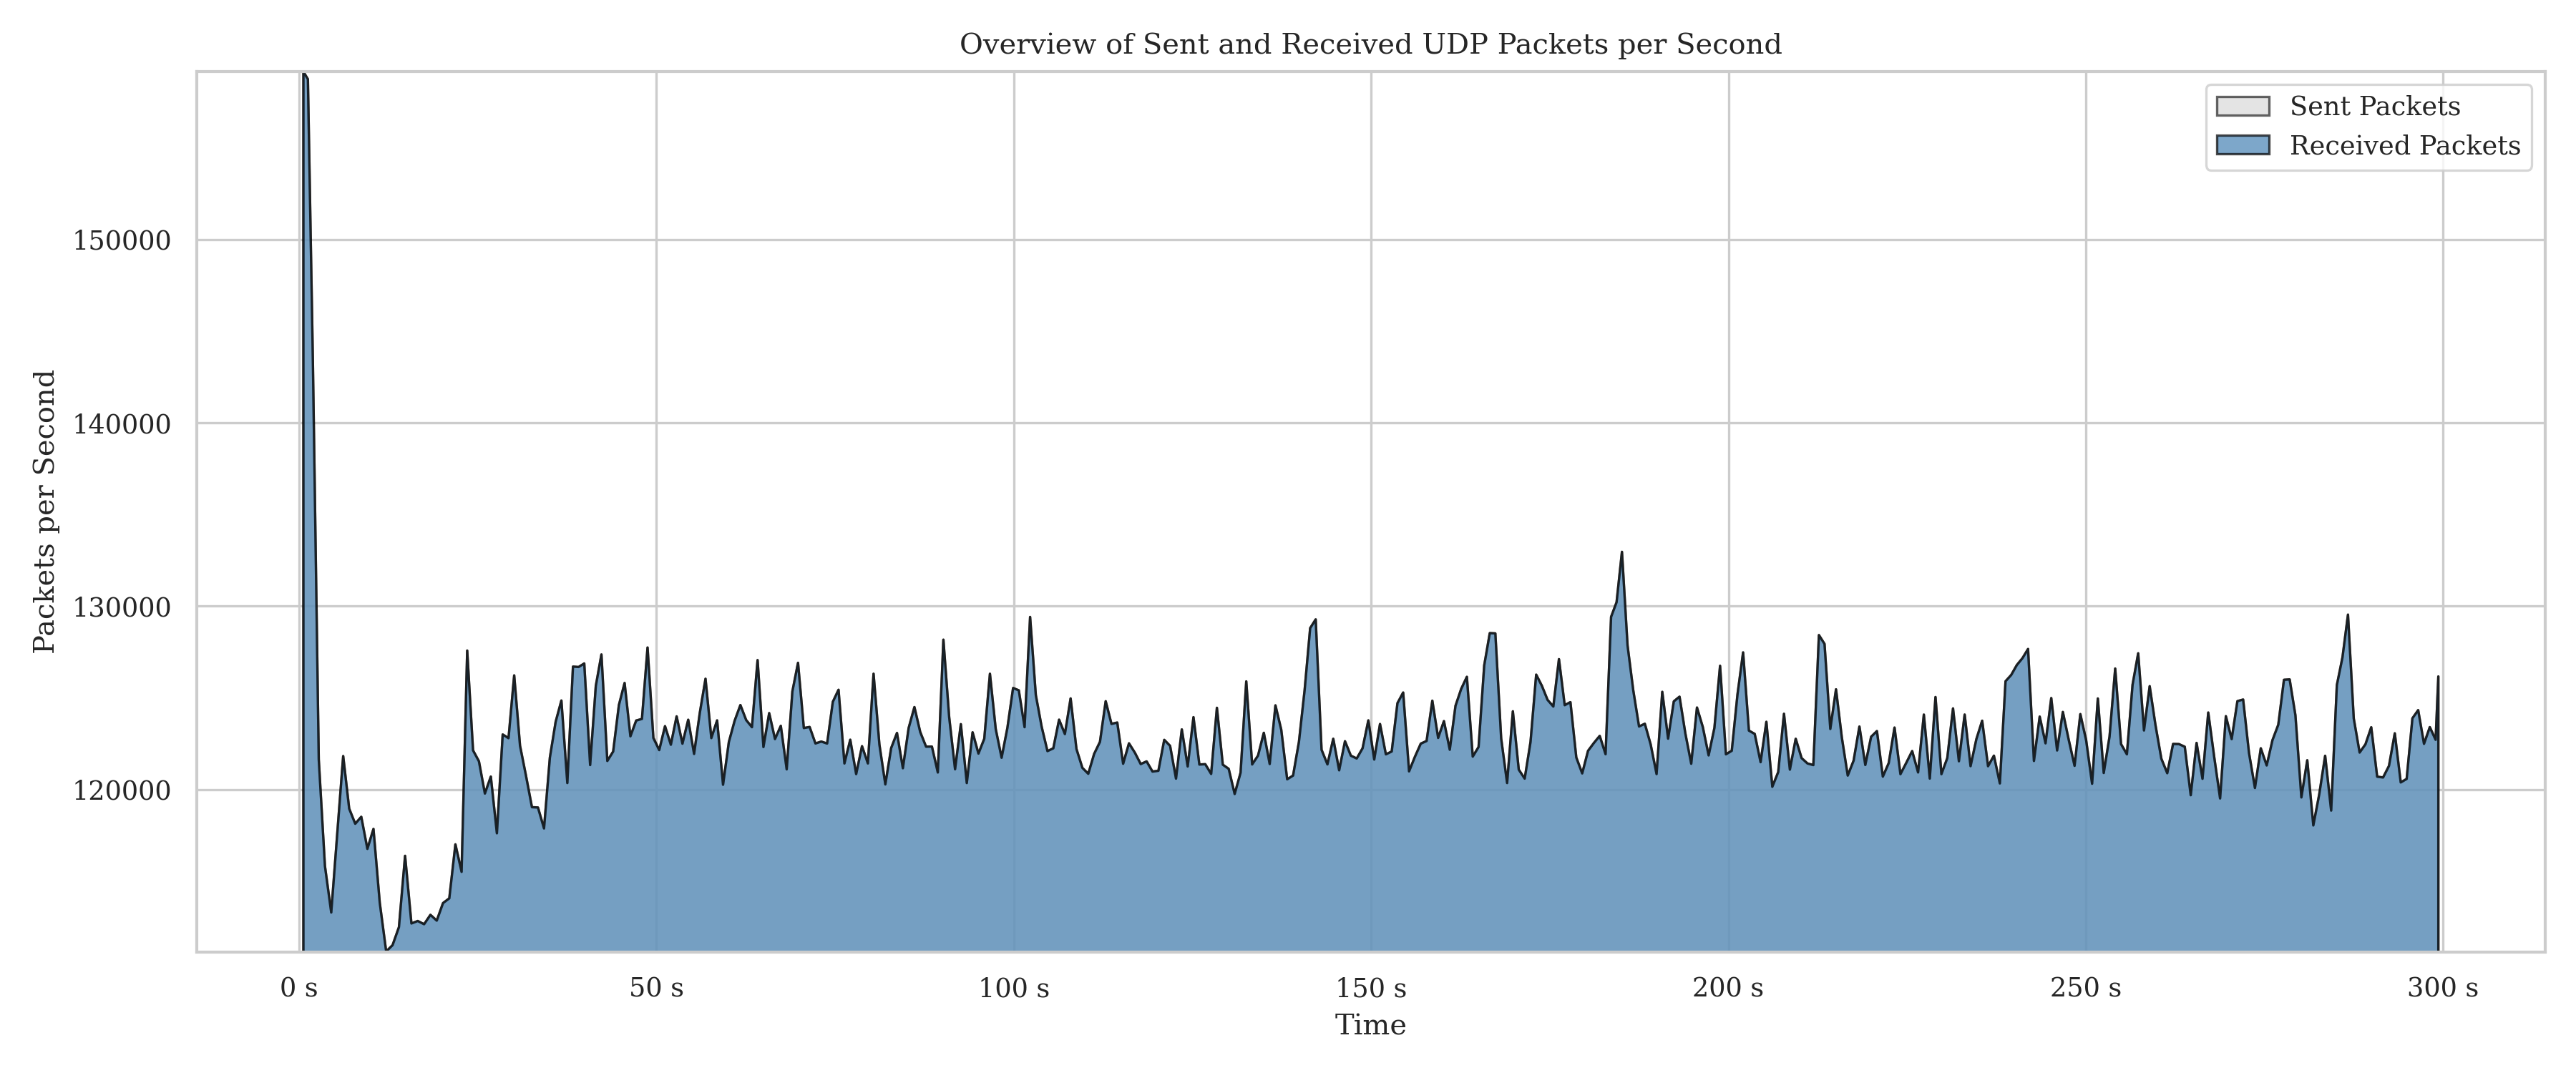 Overview of Sent and Received UDP Packets per Second
Sent Packets
Received Packets
Packets per Second
150000
140000
130000
120000
0 s
50 s
100 s
150 s
200 s
250 s
300 s
Time